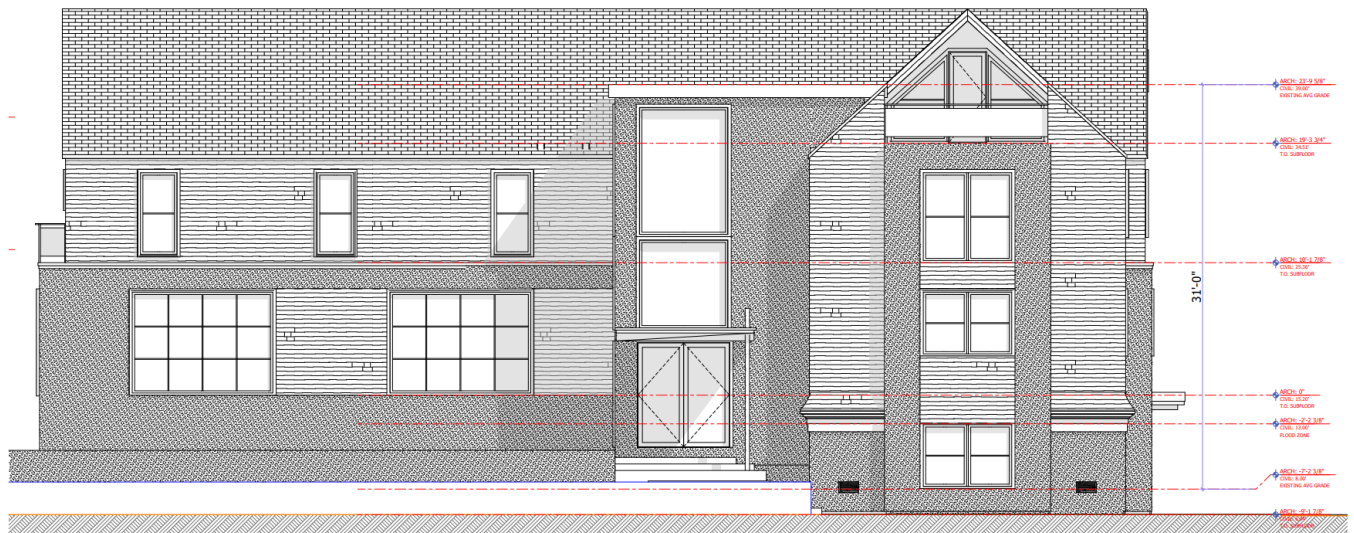 ARCH: 23'-9 5/8"
CIVIL: 39.00'
EXISTING AVG GRADE
ARCH: 19'-3 3/4"
CIVIL: 34.51'
T.O. SUBFLOOR
ARCH: 10'-1 7/8"
CIVIL: 25.36'
T.O. SUBFLOOR
31'-0"
ARCH: 0"
CIVIL: 15.20'
T.O. SUBFLOOR
ARCH: -2'-2 3/8"
CIVIL: 13.00'
FLOOD ZONE
ARCH: -7'-2 3/8"
CIVIL: 8.00'
EXISTING AVG GRADE
ARCH: -9'-1 7/8"
CIVIL:
T.O. SUBFLOOR